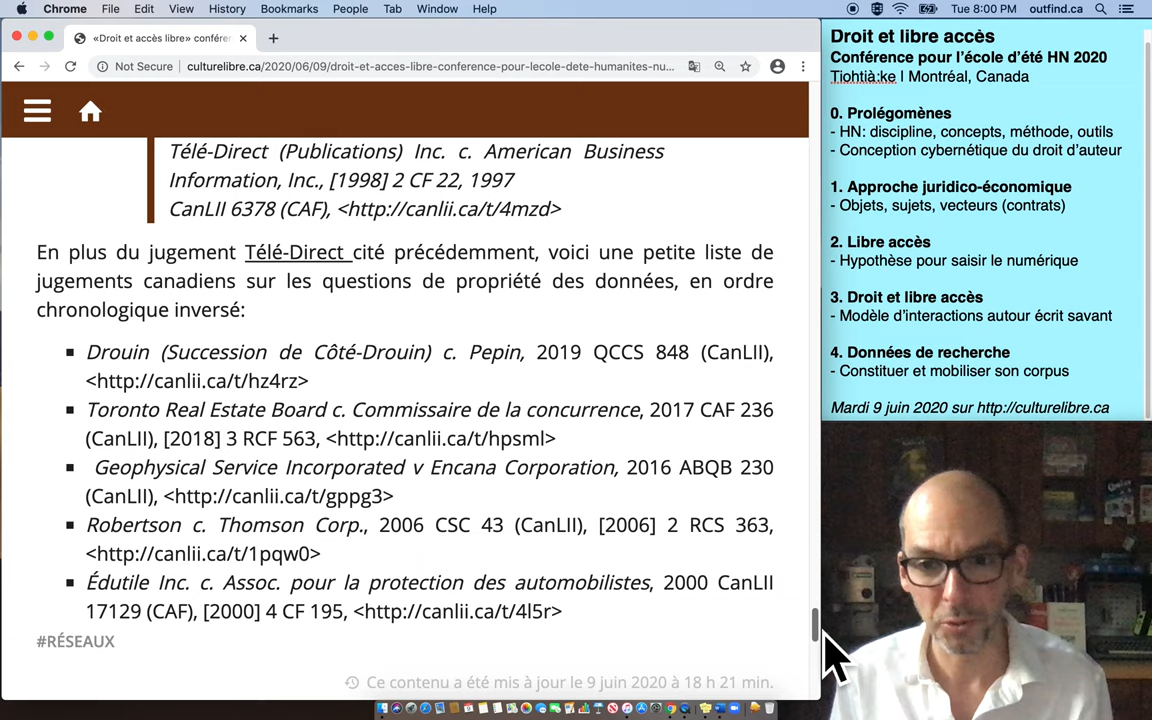 Chrome File Edit View History Bookmarks People Tab Window Help Tue 8:00 PM outfind.ca
«Droit et accès libre» confére
Not Secure culturelibre.ca/2020/06/09/droit-et-acces-libre-conference-pour-lecole-dete-humanites-nu...
Télé-Direct (Publications) Inc. c. American Business
Information, Inc., [1998] 2 CF 22, 1997
CanLII 6378 (CAF), <http://canlii.ca/t/4mzd>
En plus du jugement Télé-Direct cité précédemment, voici une petite liste de
jugements canadiens sur les questions de propriété des données, en ordre
chronologique inversé:
Drouin (Succession de Côté-Drouin) c. Pepin, 2019 QCCS 848 (CanLII),
<http://canlii.ca/t/hz4rz>
Toronto Real Estate Board c. Commissaire de la concurrence, 2017 CAF 236
(CanLII), [2018] 3 RCF 563, <http://canlii.ca/t/hpsml>
Geophysical Service Incorporated v Encana Corporation, 2016 ABQB 230
(CanLII), <http://canlii.ca/t/gppg3>
Robertson c. Thomson Corp., 2006 CSC 43 (CanLII), [2006] 2 RCS 363,
<http://canlii.ca/t/1pqw0>
Édutile Inc. c. Assoc. pour la protection des automobilistes, 2000 CanLII
17129 (CAF), [2000] 4 CF 195, <http://canlii.ca/t/4l5r>
#RÉSEAUX
Ce contenu a été mis à jour le 9 juin 2020 à 18 h 21 min.
Droit et libre accès
Conférence pour l'école d'été HN 2020
Tiohtià:ke I Montréal, Canada
0. Prolégomènes
- HN: discipline, concepts, méthode, outils
- Conception cybernétique du droit d'auteur
1. Approche juridico-économique
- Objets, sujets, vecteurs (contrats)
2. Libre accès
- Hypothèse pour saisir le numérique
3. Droit et libre accès
- Modèle d'interactions autour écrit savant
4. Données de recherche
- Constituer et mobiliser son corpus
Mardi 9 juin 2020 sur http://culturelibre.ca